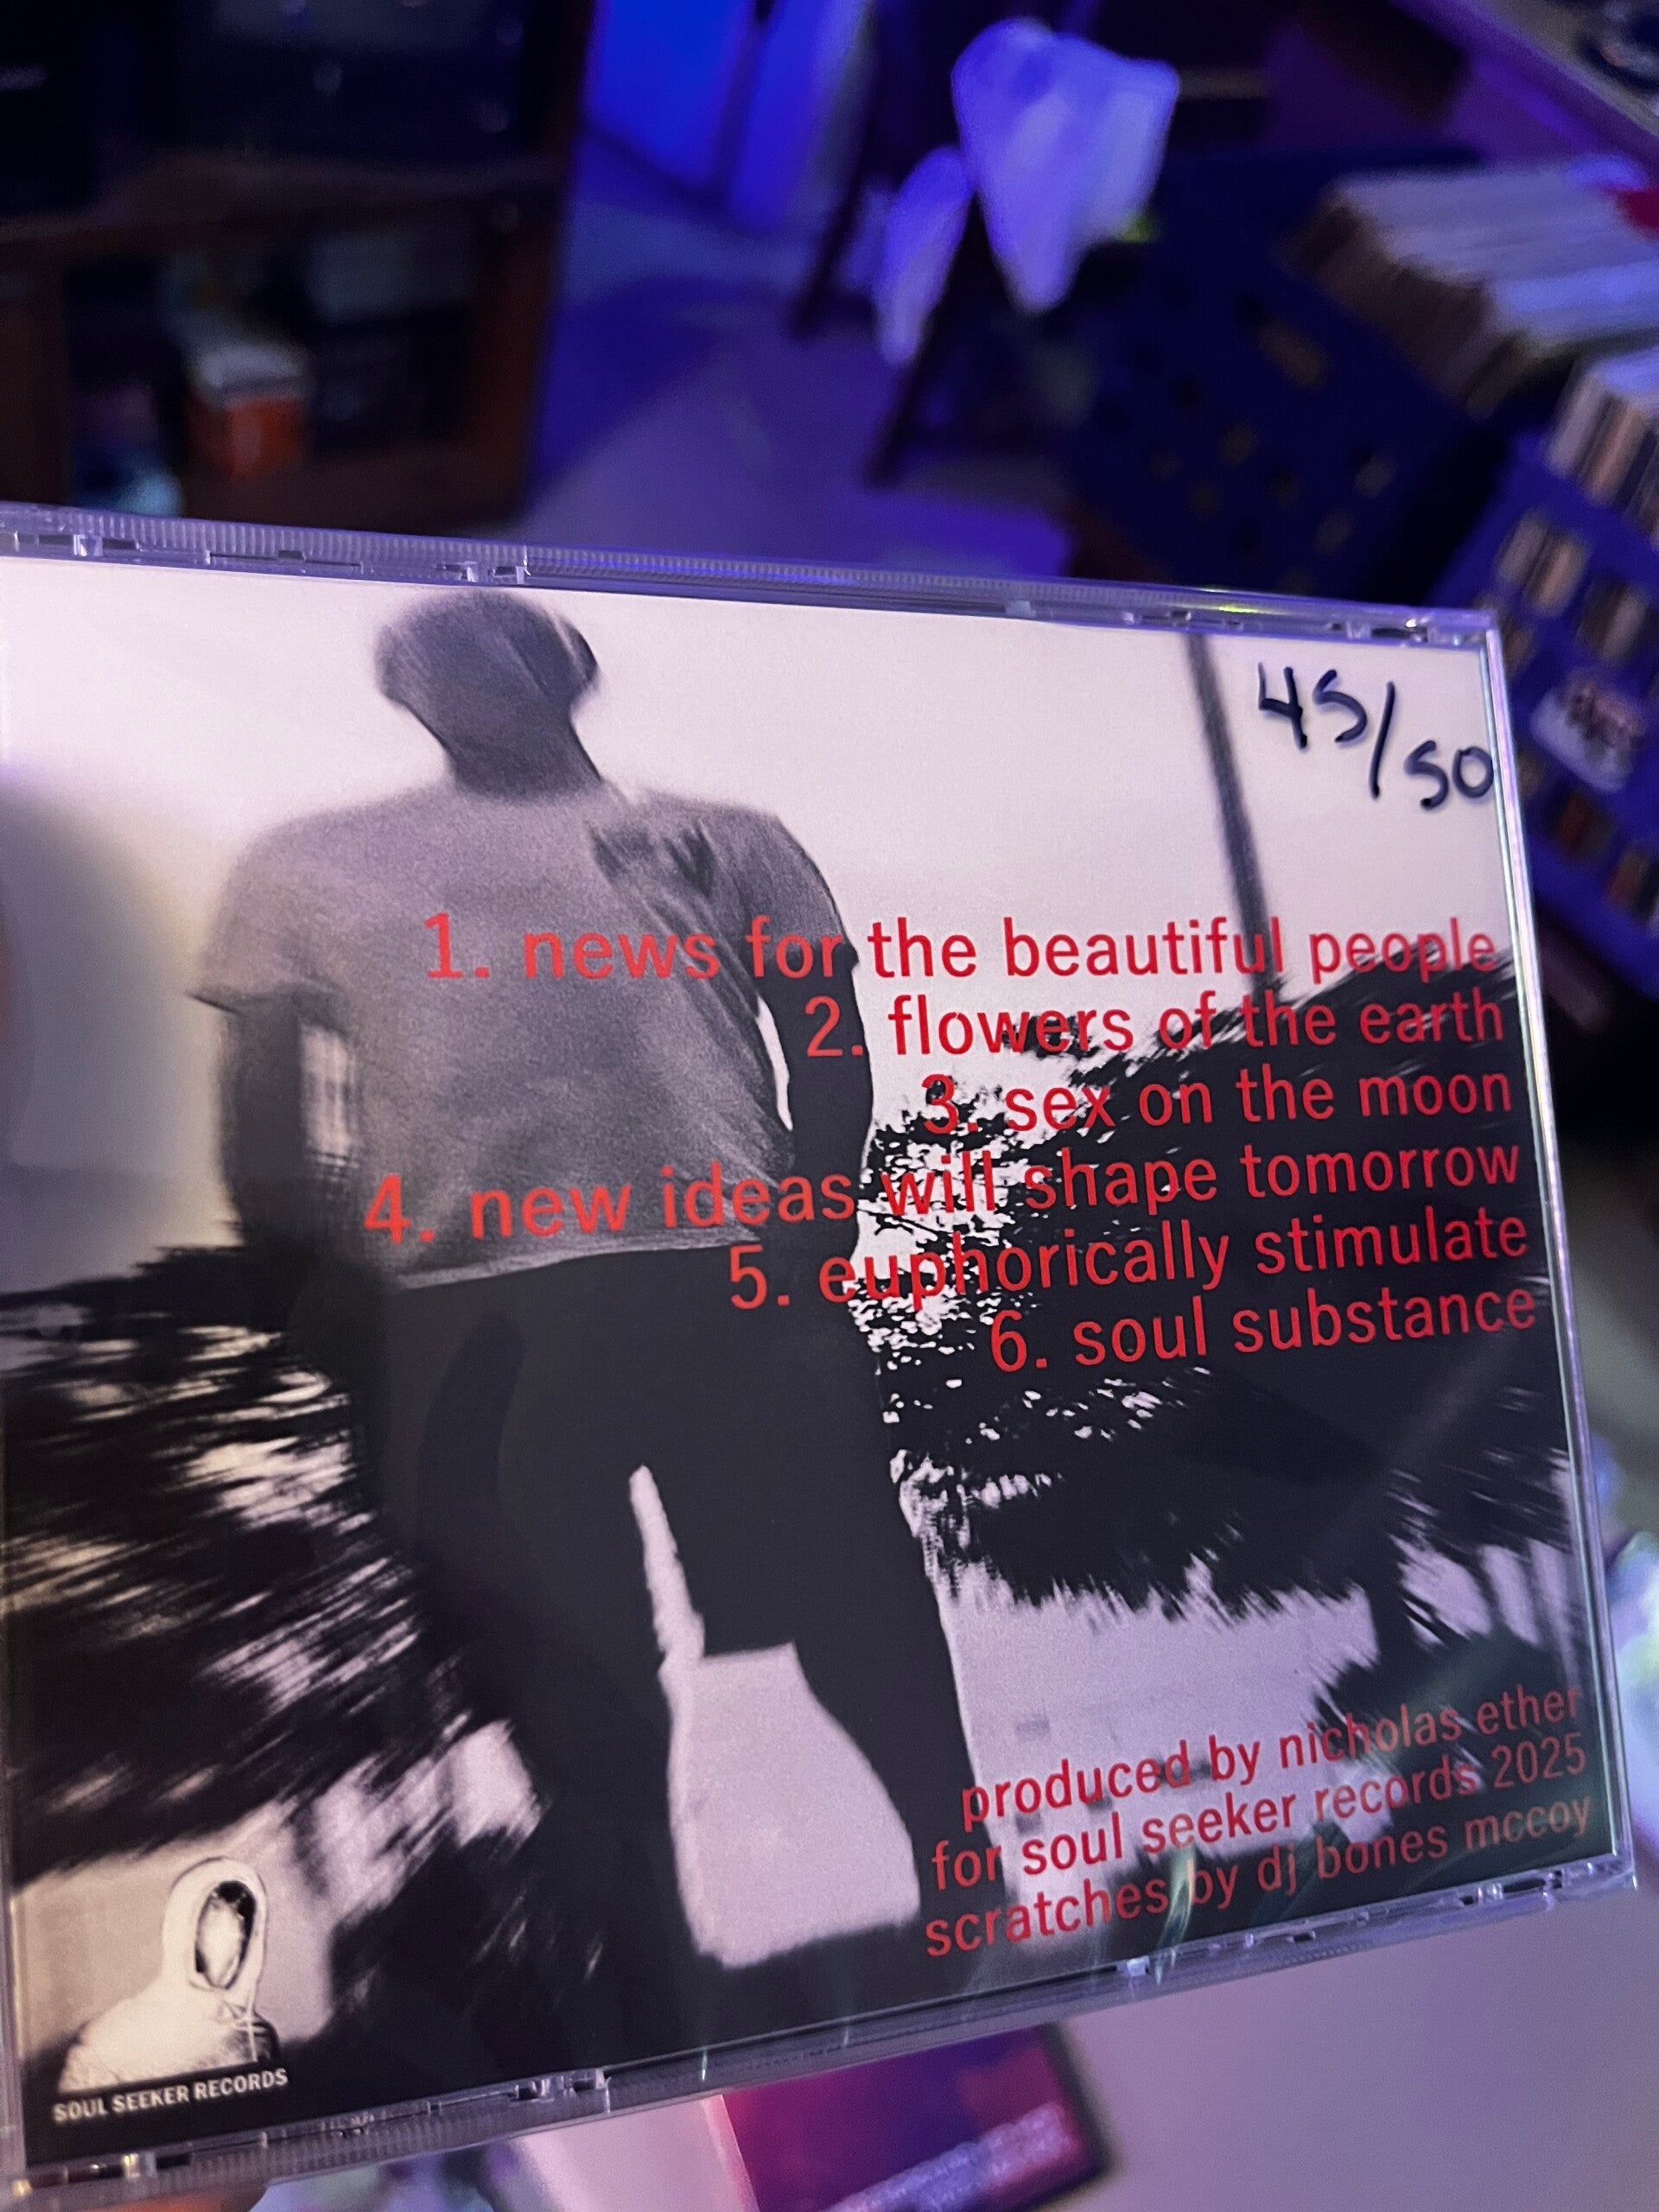 45/50
1. news for the beautiful people
2. flowers of the earth
3. sex on the moon
4. new ideas will shape tomorrow
5. euphorically stimulate
6. soul substance
produced by nicholas ether
for soul seeker records 2025
scratches by dj bones mccoy
SOUL SEEKER RECORDS